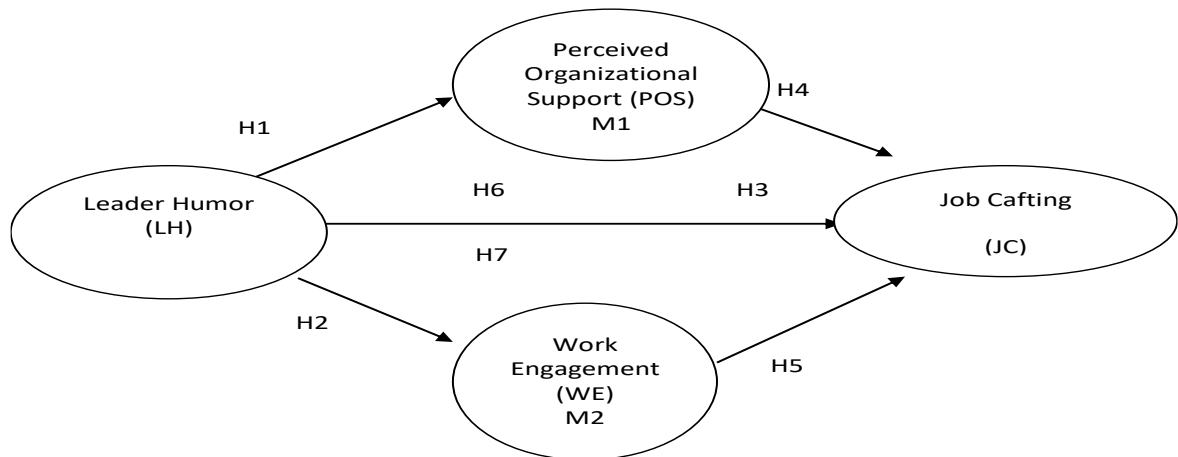 Perceived
Organizational
Support (POS)
M1
H4
H1
Leader Humor
(LH)
H6
H3
Job Cafting
(JC)
H7
H2
Work
Engagement
(WE)
M2
H5